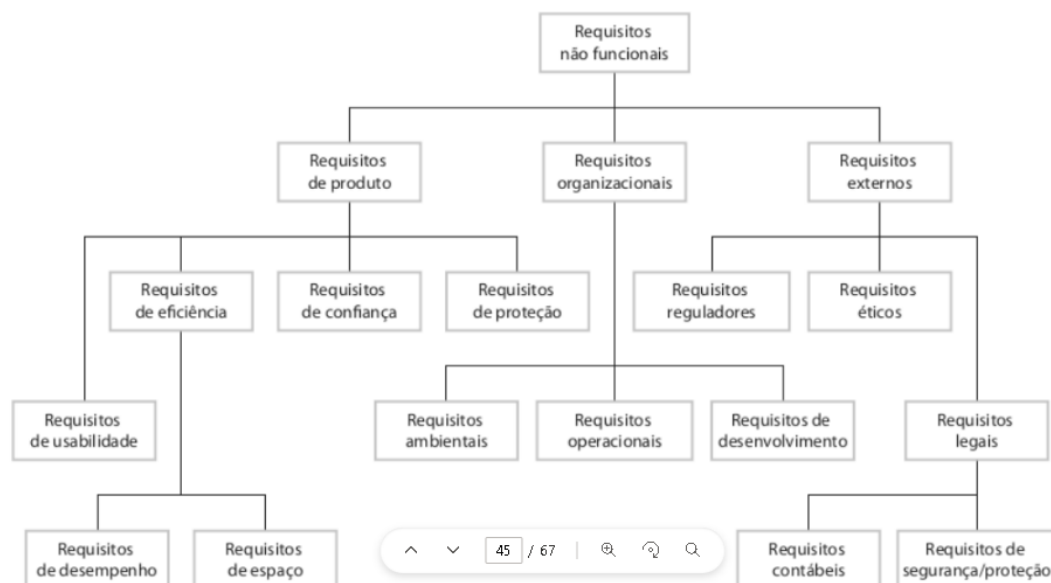 Requisitos
não funcionais
Requisitos
de produto
Requisitos
organizacionais
Requisitos
externos
Requisitos
de eficiência
Requisitos
de confiança
Requisitos
de proteção
Requisitos
reguladores
Requisitos
éticos
Requisitos
de usabilidade
Requisitos
ambientais
Requisitos
operacionais
Requisitos de
desenvolvimento
Requisitos
legais
Requisitos
de desempenho
Requisitos
de espaço
45 / 67
Requisitos
contábeis
Requisitos de
segurança/proteção